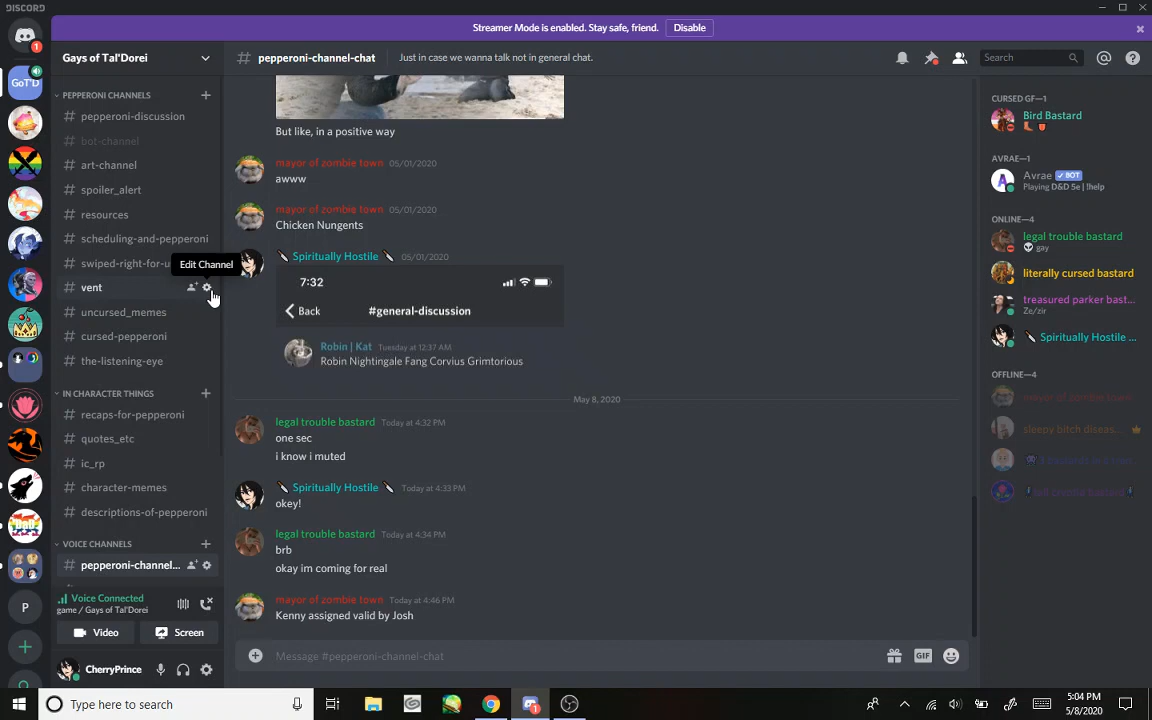 DISCORD
Streamer Mode is enabled. Stay safe, friend.
Disable
1
GoT'D
Gays of Tal'Dorei
# pepperoni-channel-chat
Just in case we wanna talk not in general chat.
Search
PEPPERONI CHANNELS
# pepperoni-discussion
# bot-channel
# art-channel
# spoiler_alert
# resources
# scheduling-and-pepperoni
# swiped-right-for-u
Edit Channel
# vent
# uncursed_memes
# cursed-pepperoni
# the-listening-eye
IN CHARACTER THINGS
# recaps-for-pepperoni
# quotes_etc
# ic_rp
# character-memes
# descriptions-of-pepperoni
VOICE CHANNELS
# pepperoni-channel...
Voice Connected
game / Gays of Tal'Dorei
Video
Screen
P
CherryPrince
But like, in a positive way
mayor of zombie town 05/01/2020
awww
mayor of zombie town 05/01/2020
Chicken Nungents
Spiritually Hostile 05/01/2020
7:32
Back
#general-discussion
Robin | Kat Tuesday at 12:37 AM
Robin Nightingale Fang Corvius Grimtorious
May 8, 2020
legal trouble bastard Today at 4:32 PM
one sec
i know i muted
Spiritually Hostile Today at 4:33 PM
okey!
legal trouble bastard Today at 4:34 PM
brb
okay im coming for real
mayor of zombie town Today at 4:46 PM
Kenny assigned valid by Josh
Message #pepperoni-channel-chat
GIF
CURSED GF—1
Bird Bastard
AVRAE—1
Avrae BOT
Playing D&D 5e | !help
ONLINE—4
legal trouble bastard
gay
literally cursed bastard
treasured parker bast...
Ze/zir
Spiritually Hostile ...
OFFLINE—4
mayor of zombie town
sleepy bitch diseas...
Type here to search
1
5:04 PM
5/8/2020